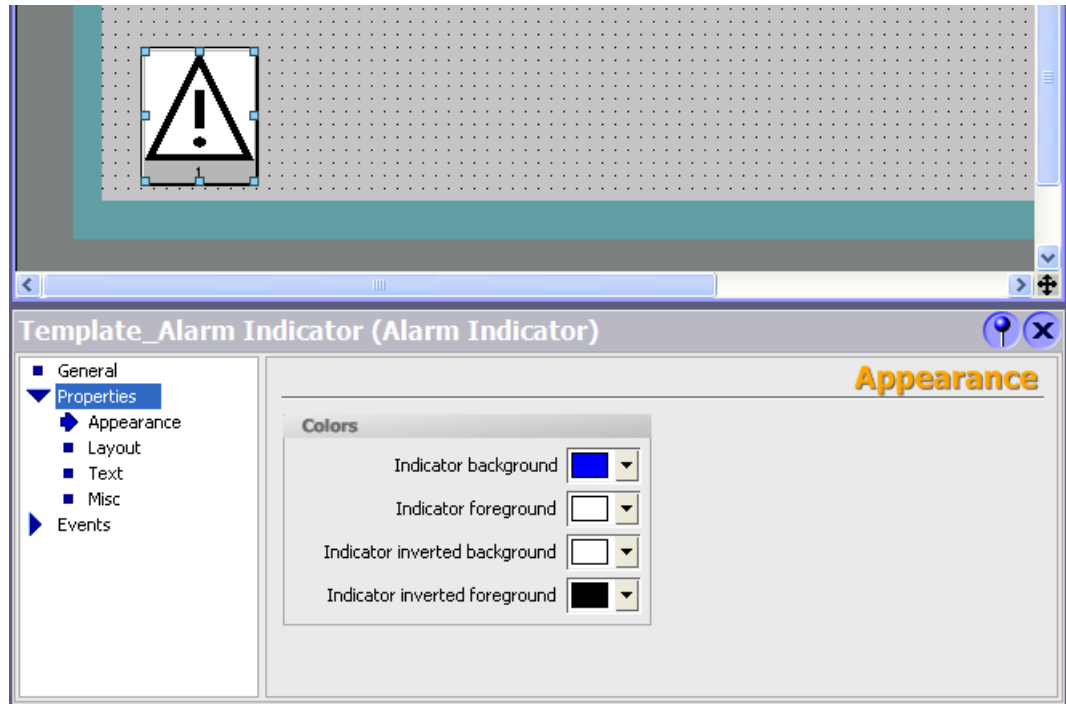 1
Template_Alarm Indicator (Alarm Indicator)
General
Properties
Appearance
Layout
Text
Misc
Events
Appearance
Colors
Indicator background
Indicator foreground
Indicator inverted background
Indicator inverted foreground